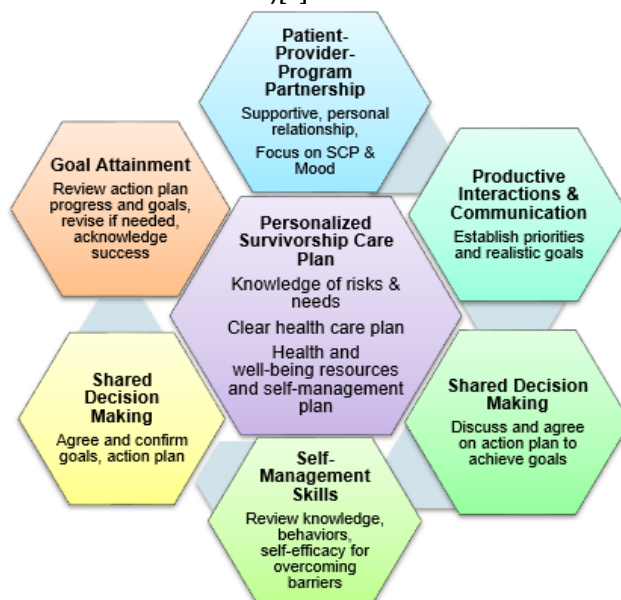 Patient-
Provider-
Program
Partnership
Supportive, personal
relationship,
Focus on SCP &
Mood
Productive
Interactions &
Communication
Establish priorities
and realistic goals
Shared Decision
Making
Discuss and agree
on action plan to
achieve goals
Self-
Management
Skills
Review knowledge,
behaviors,
self-efficacy for
overcoming
barriers
Shared
Decision
Making
Agree and confirm
goals, action plan
Goal Attainment
Review action plan
progress and goals,
revise if needed,
acknowledge
success
Personalized
Survivorship Care
Plan
Knowledge of risks &
needs
Clear health care plan
Health and
well-being resources
and self-management
plan